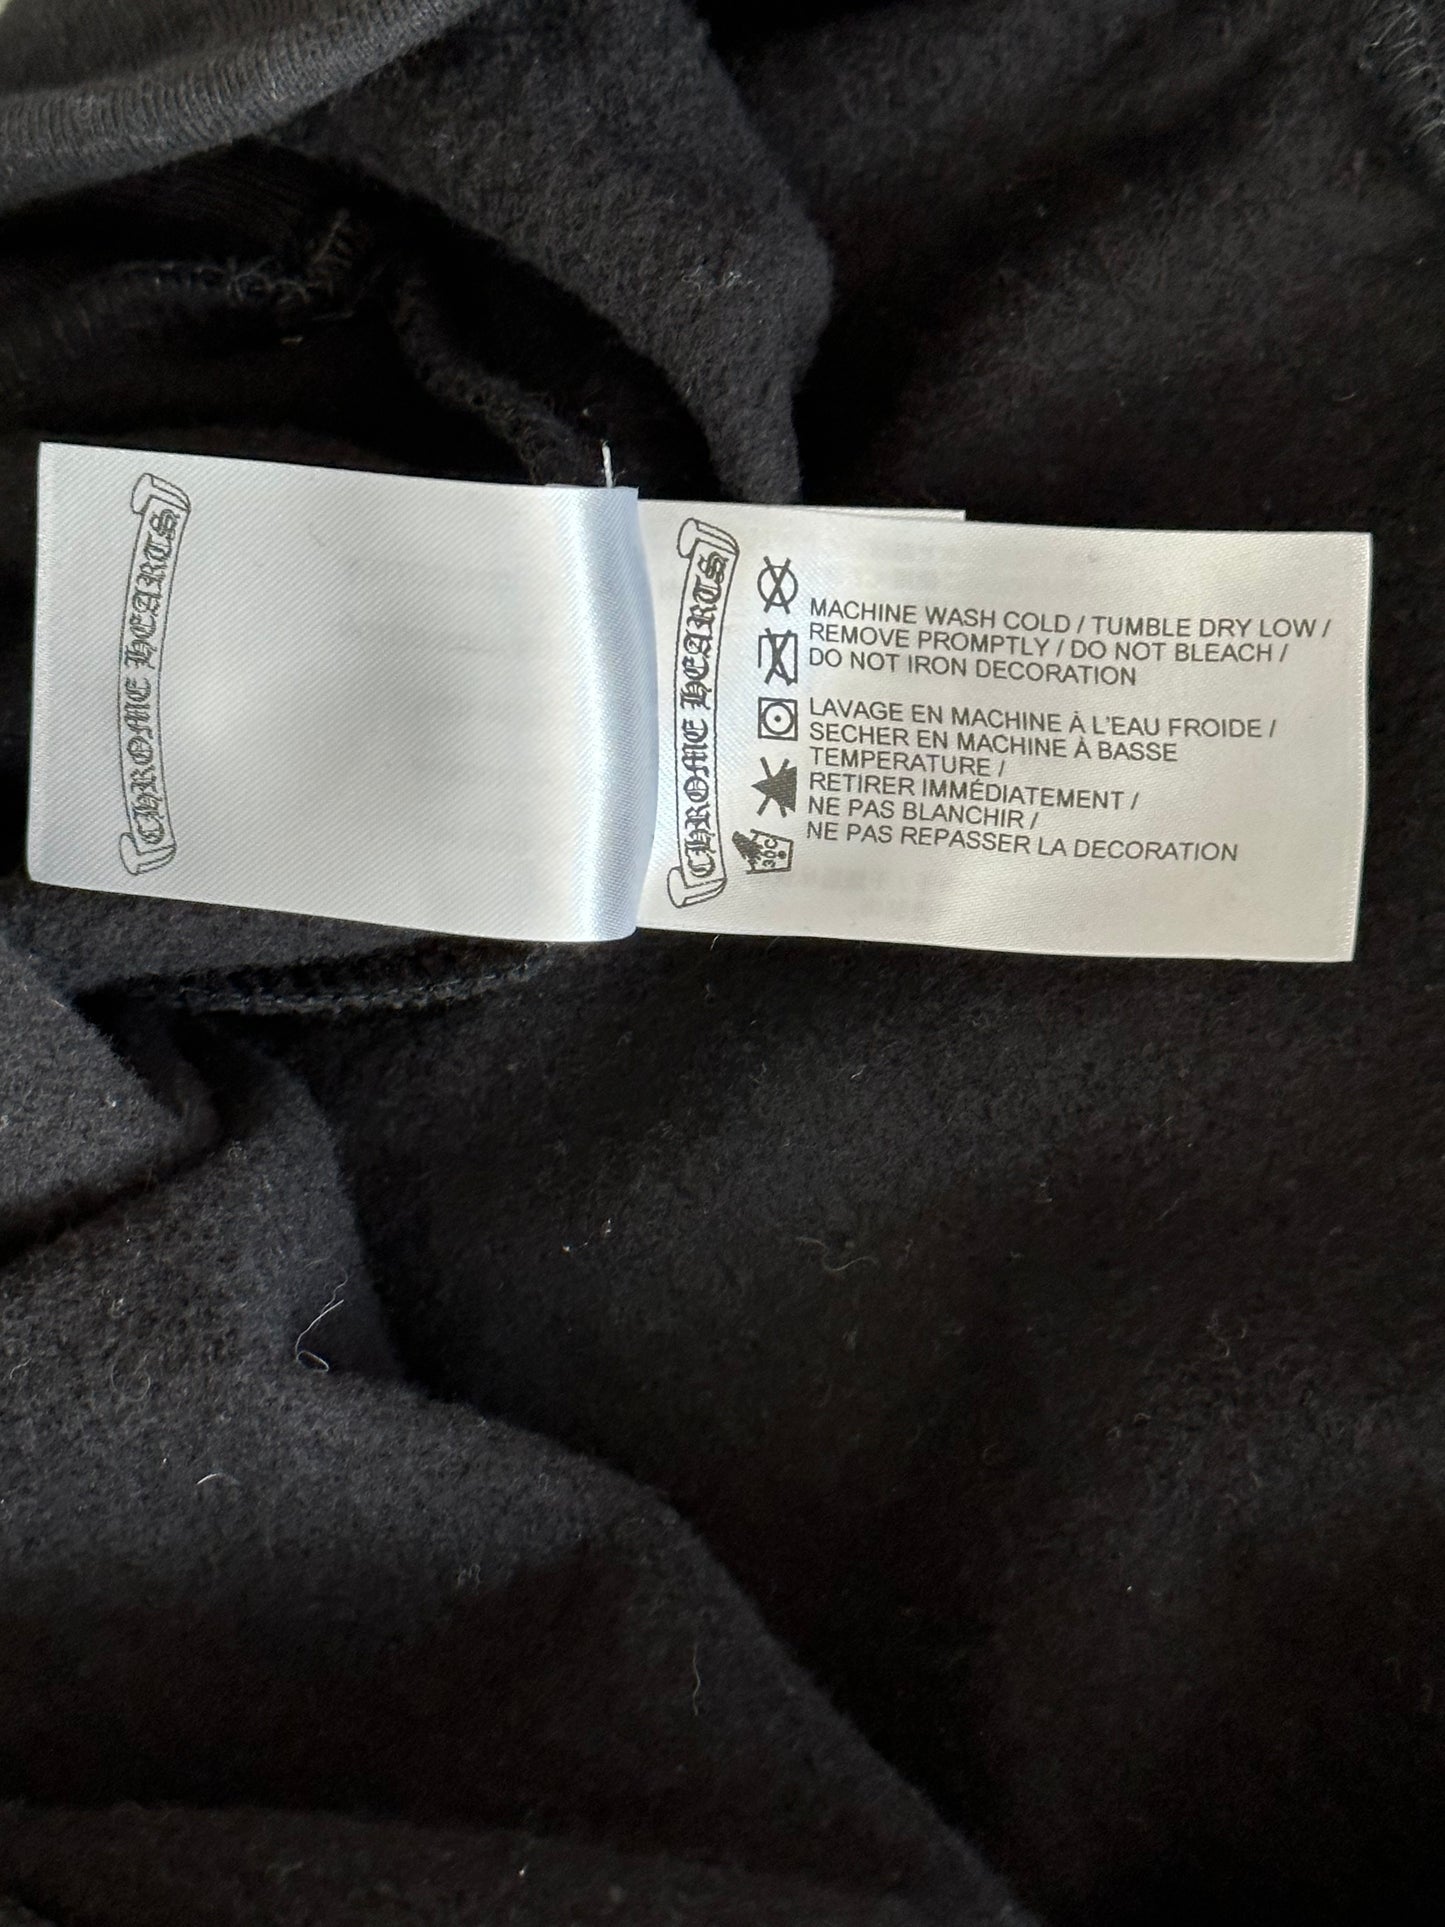 CHROME HEARTS
CHROME HEARTS
MACHINE WASH COLD / TUMBLE DRY LOW /
REMOVE PROMPTLY / DO NOT BLEACH /
DO NOT IRON DECORATION
LAVAGE EN MACHINE À L'EAU FROIDE /
SECHER EN MACHINE À BASSE
TEMPERATURE /
RETIRER IMMÉDIATEMENT /
NE PAS BLANCHIR /
NE PAS REPASSER LA DECORATION
30C